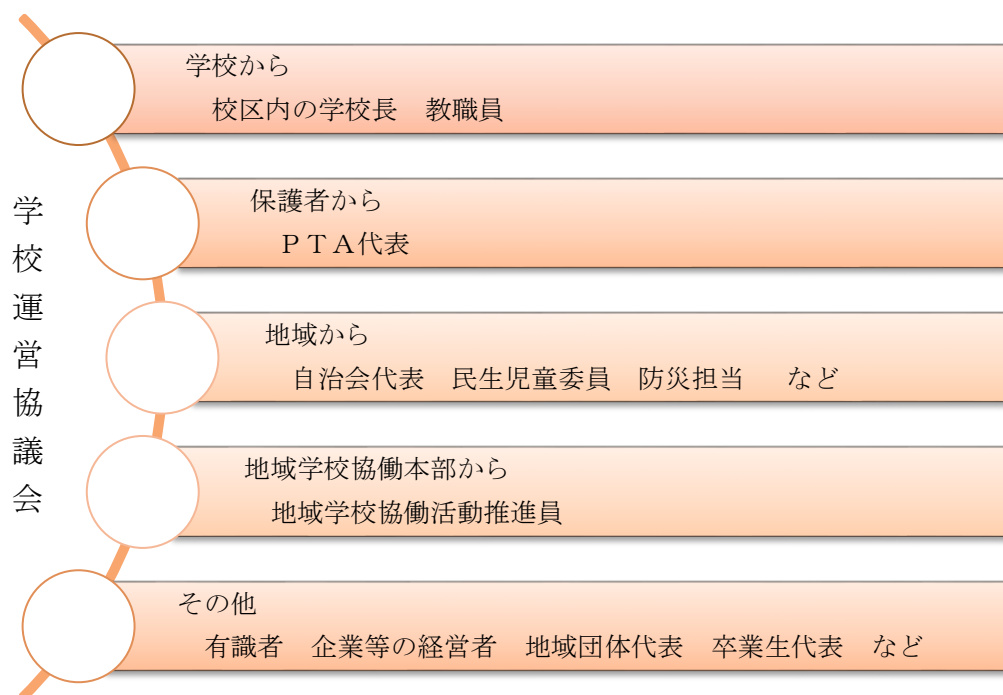 学校運営協議会
学校から
校区内の学校長　教職員
保護者から
ＰＴＡ代表
地域から
自治会代表　民生児童委員　防災担当　など
地域学校協働本部から
地域学校協働活動推進員
その他
有識者　企業等の経営者　地域団体代表　卒業生代表　など